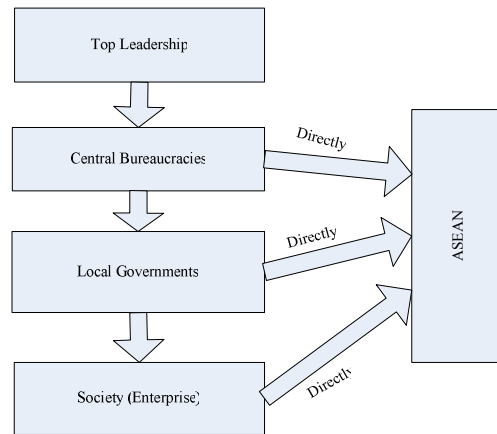 Top Leadership
Directly
Central Bureaucracies
Directly
Local Governments
ASEAN
Society (Enterprise)
Directly